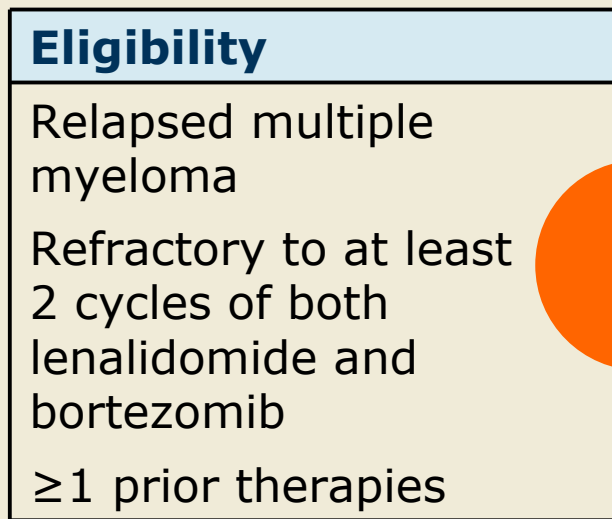 Eligibility
Relapsed multiple
myeloma
Refractory to at least
2 cycles of both
lenalidomide and
bortezomib
≥1 prior therapies